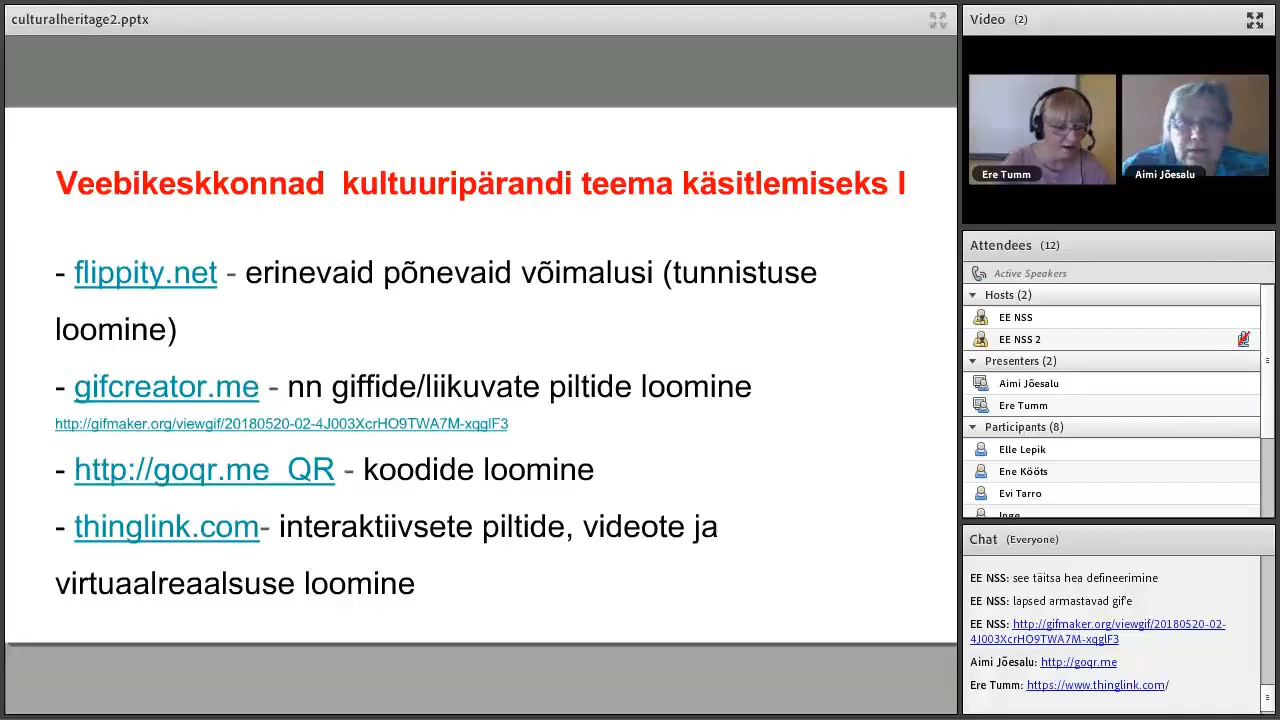 culturalheritage2.pptx
Veebikeskkonnad kultuuripärandi teema käsitlemiseks I
- flippity.net - erinevaid põnevaid võimalusi (tunnistuse
loomine)
- gifcreator.me - nn giffide/liikuvate piltide loomine
http://gifmaker.org/viewgif/20180520-02-4J003XcrHO9TWA7M-xqglF3
- http://goqr.me QR - koodide loomine
- thinglink.com- interaktiivsete piltide, videote ja
virtuaalreaalsuse loomine
Video (2)
Ere Tumm
Aimi Jõesalu
Attendees (12)
Active Speakers
Hosts (2)
EE NSS
EE NSS 2
Presenters (2)
Aimi Jõesalu
Ere Tumm
Participants (8)
Elle Lepik
Ene Kööts
Evi Tarro
Inge
Chat (Everyone)
EE NSS: see täitsa hea defineerimine
EE NSS: lapsed armastavad gif'e
EE NSS: http://gifmaker.org/viewgif/20180520-02-
4J003XcrHO9TWA7M-xqglF3
Aimi Jõesalu: http://goqr.me
Ere Tumm: https://www.thinglink.com/